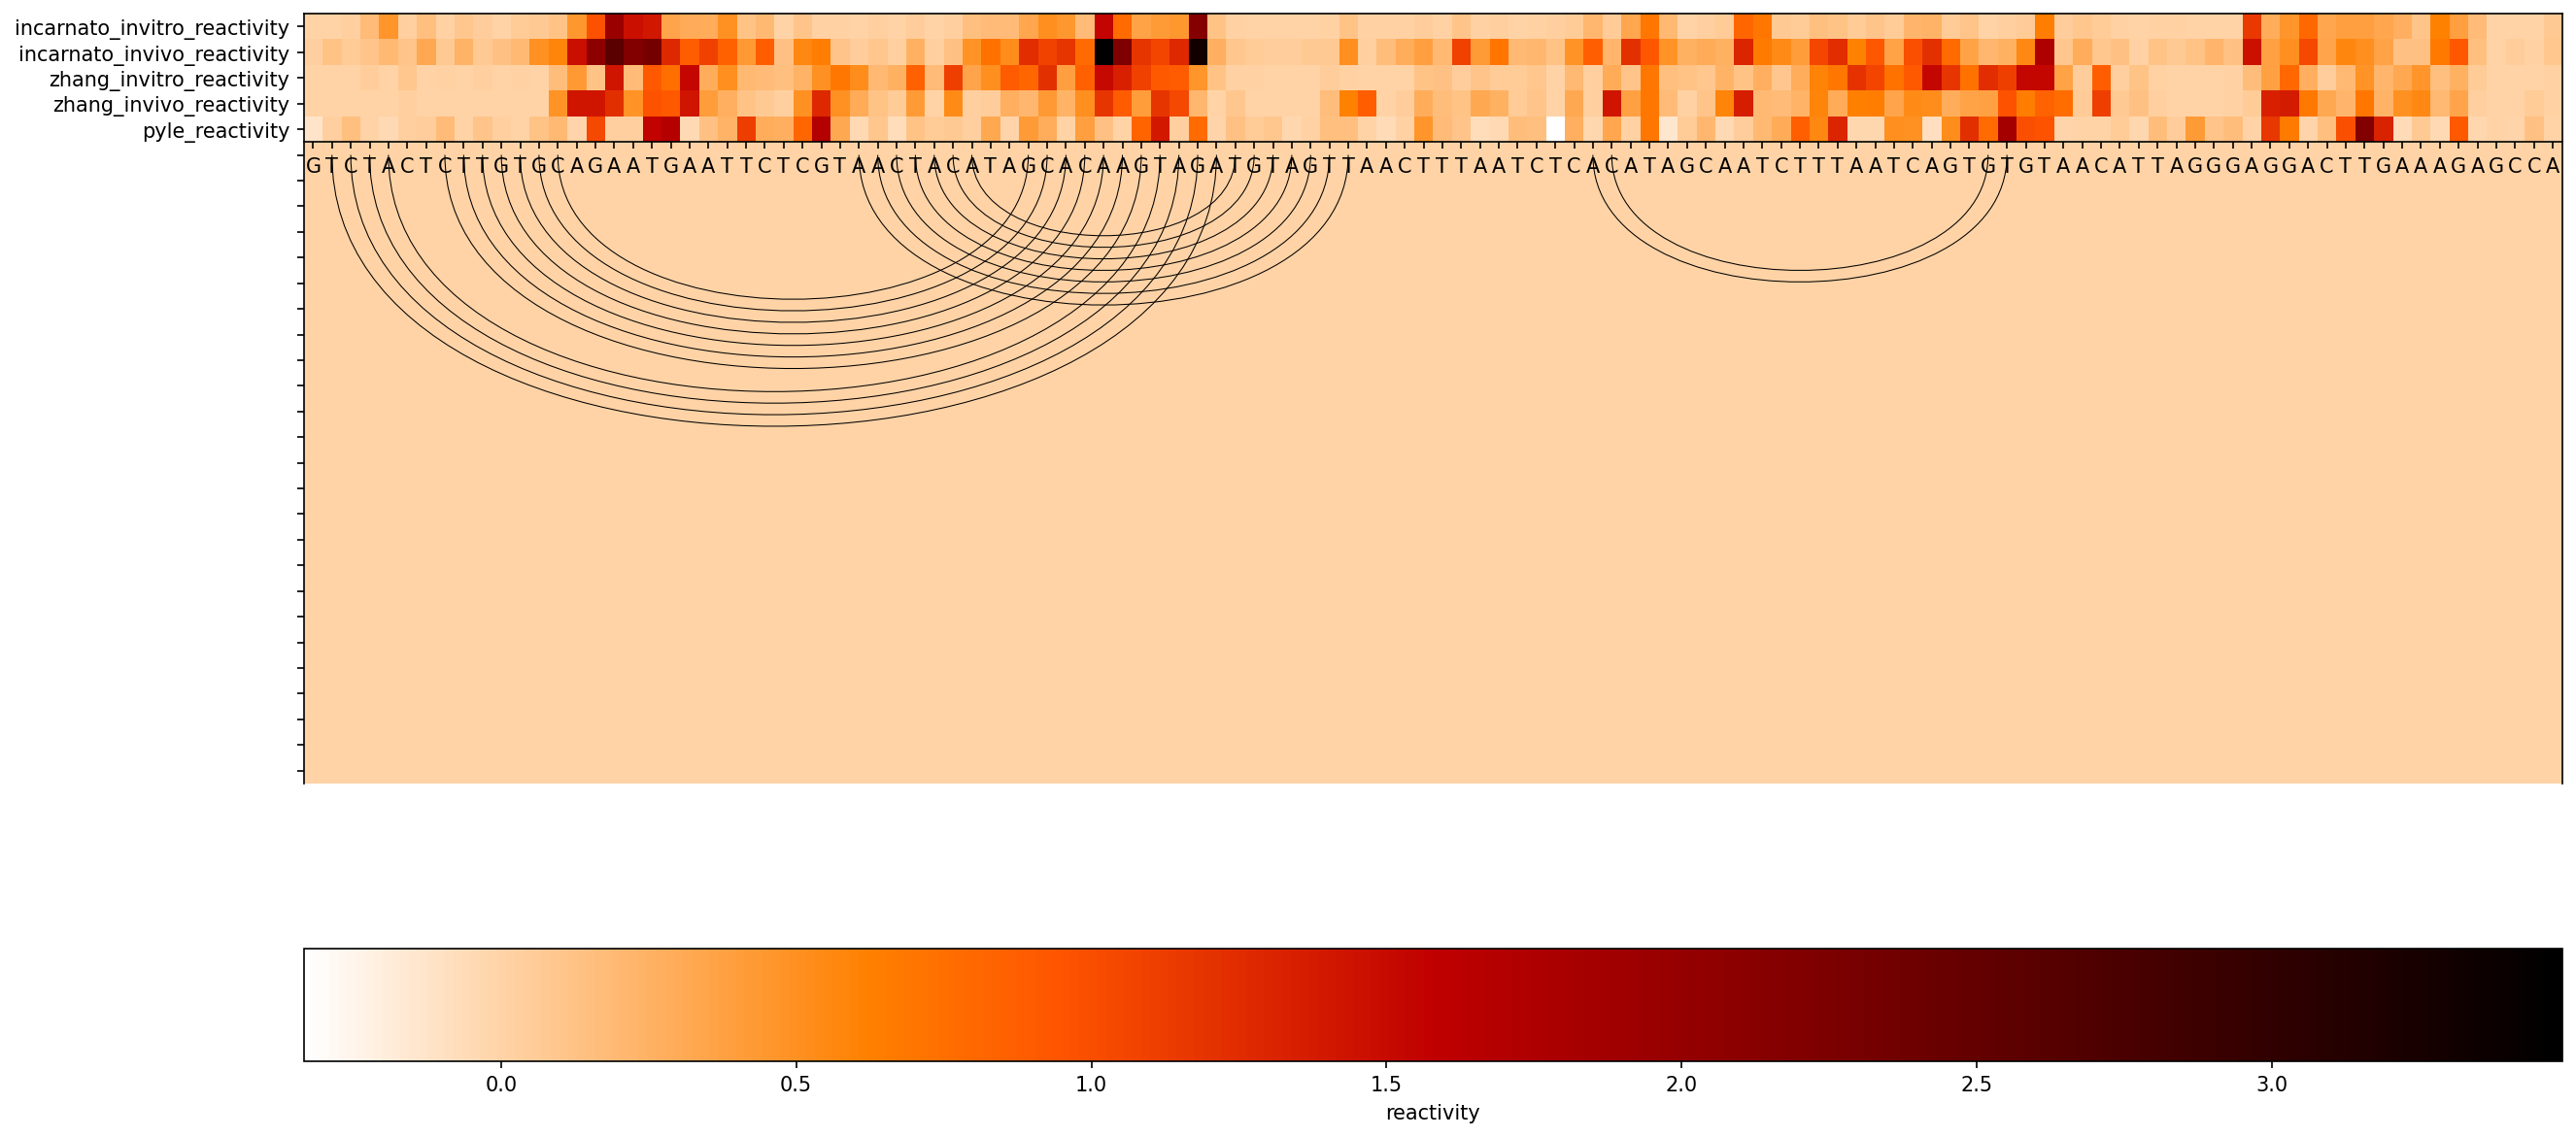 incarnato_invitro_reactivity
incarnato_invivo_reactivity
zhang_invitro_reactivity
zhang_invivo_reactivity
pyle_reactivity
GTCTACTCTTGTGCAGAATGAATTCTCGTAACTACATAGCACAAGTAGATGTAGTTAACTTTAATCTCACATAGCAATCTTTAATCAGTGTGTAACATTAGGGAGGACTTGAAAGAGCCA
0.0 0.5 1.0 1.5 2.0 2.5 3.0
reactivity